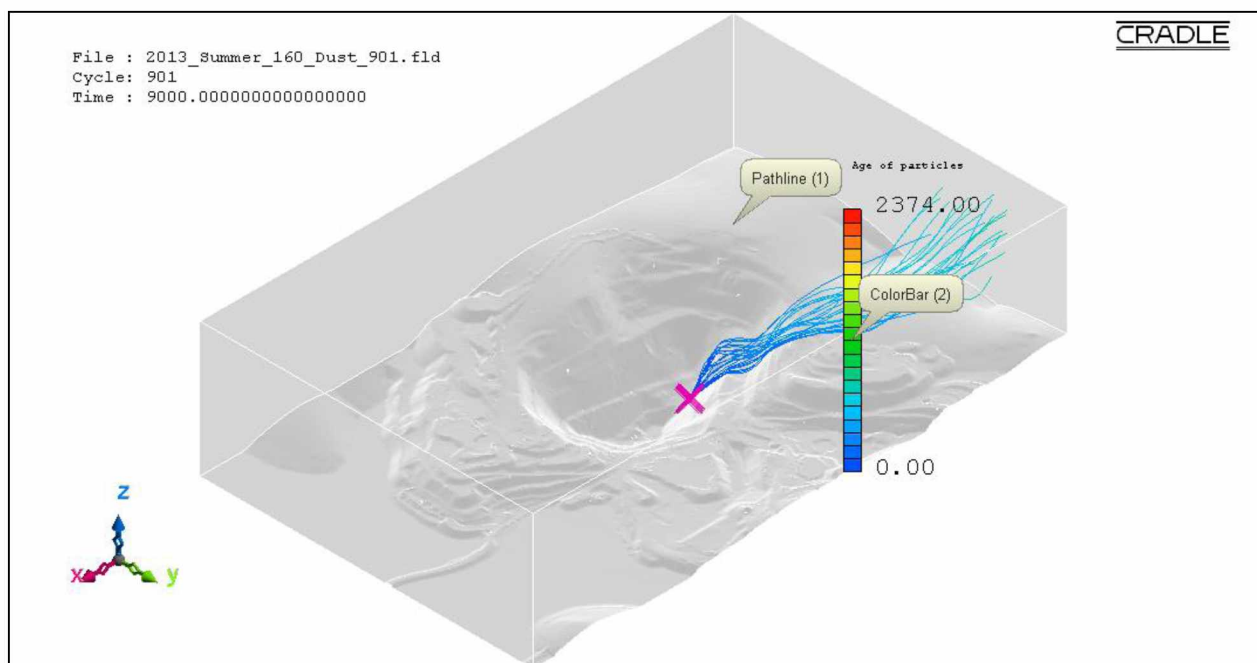 CRADLE
File : 2013_Summer_160_Dust_901.fld
Cycle: 901
Time : 9000.0000000000000000
Age of particles
Pathline (1)
2374.00
ColorBar (2)
0.00
z
x
y